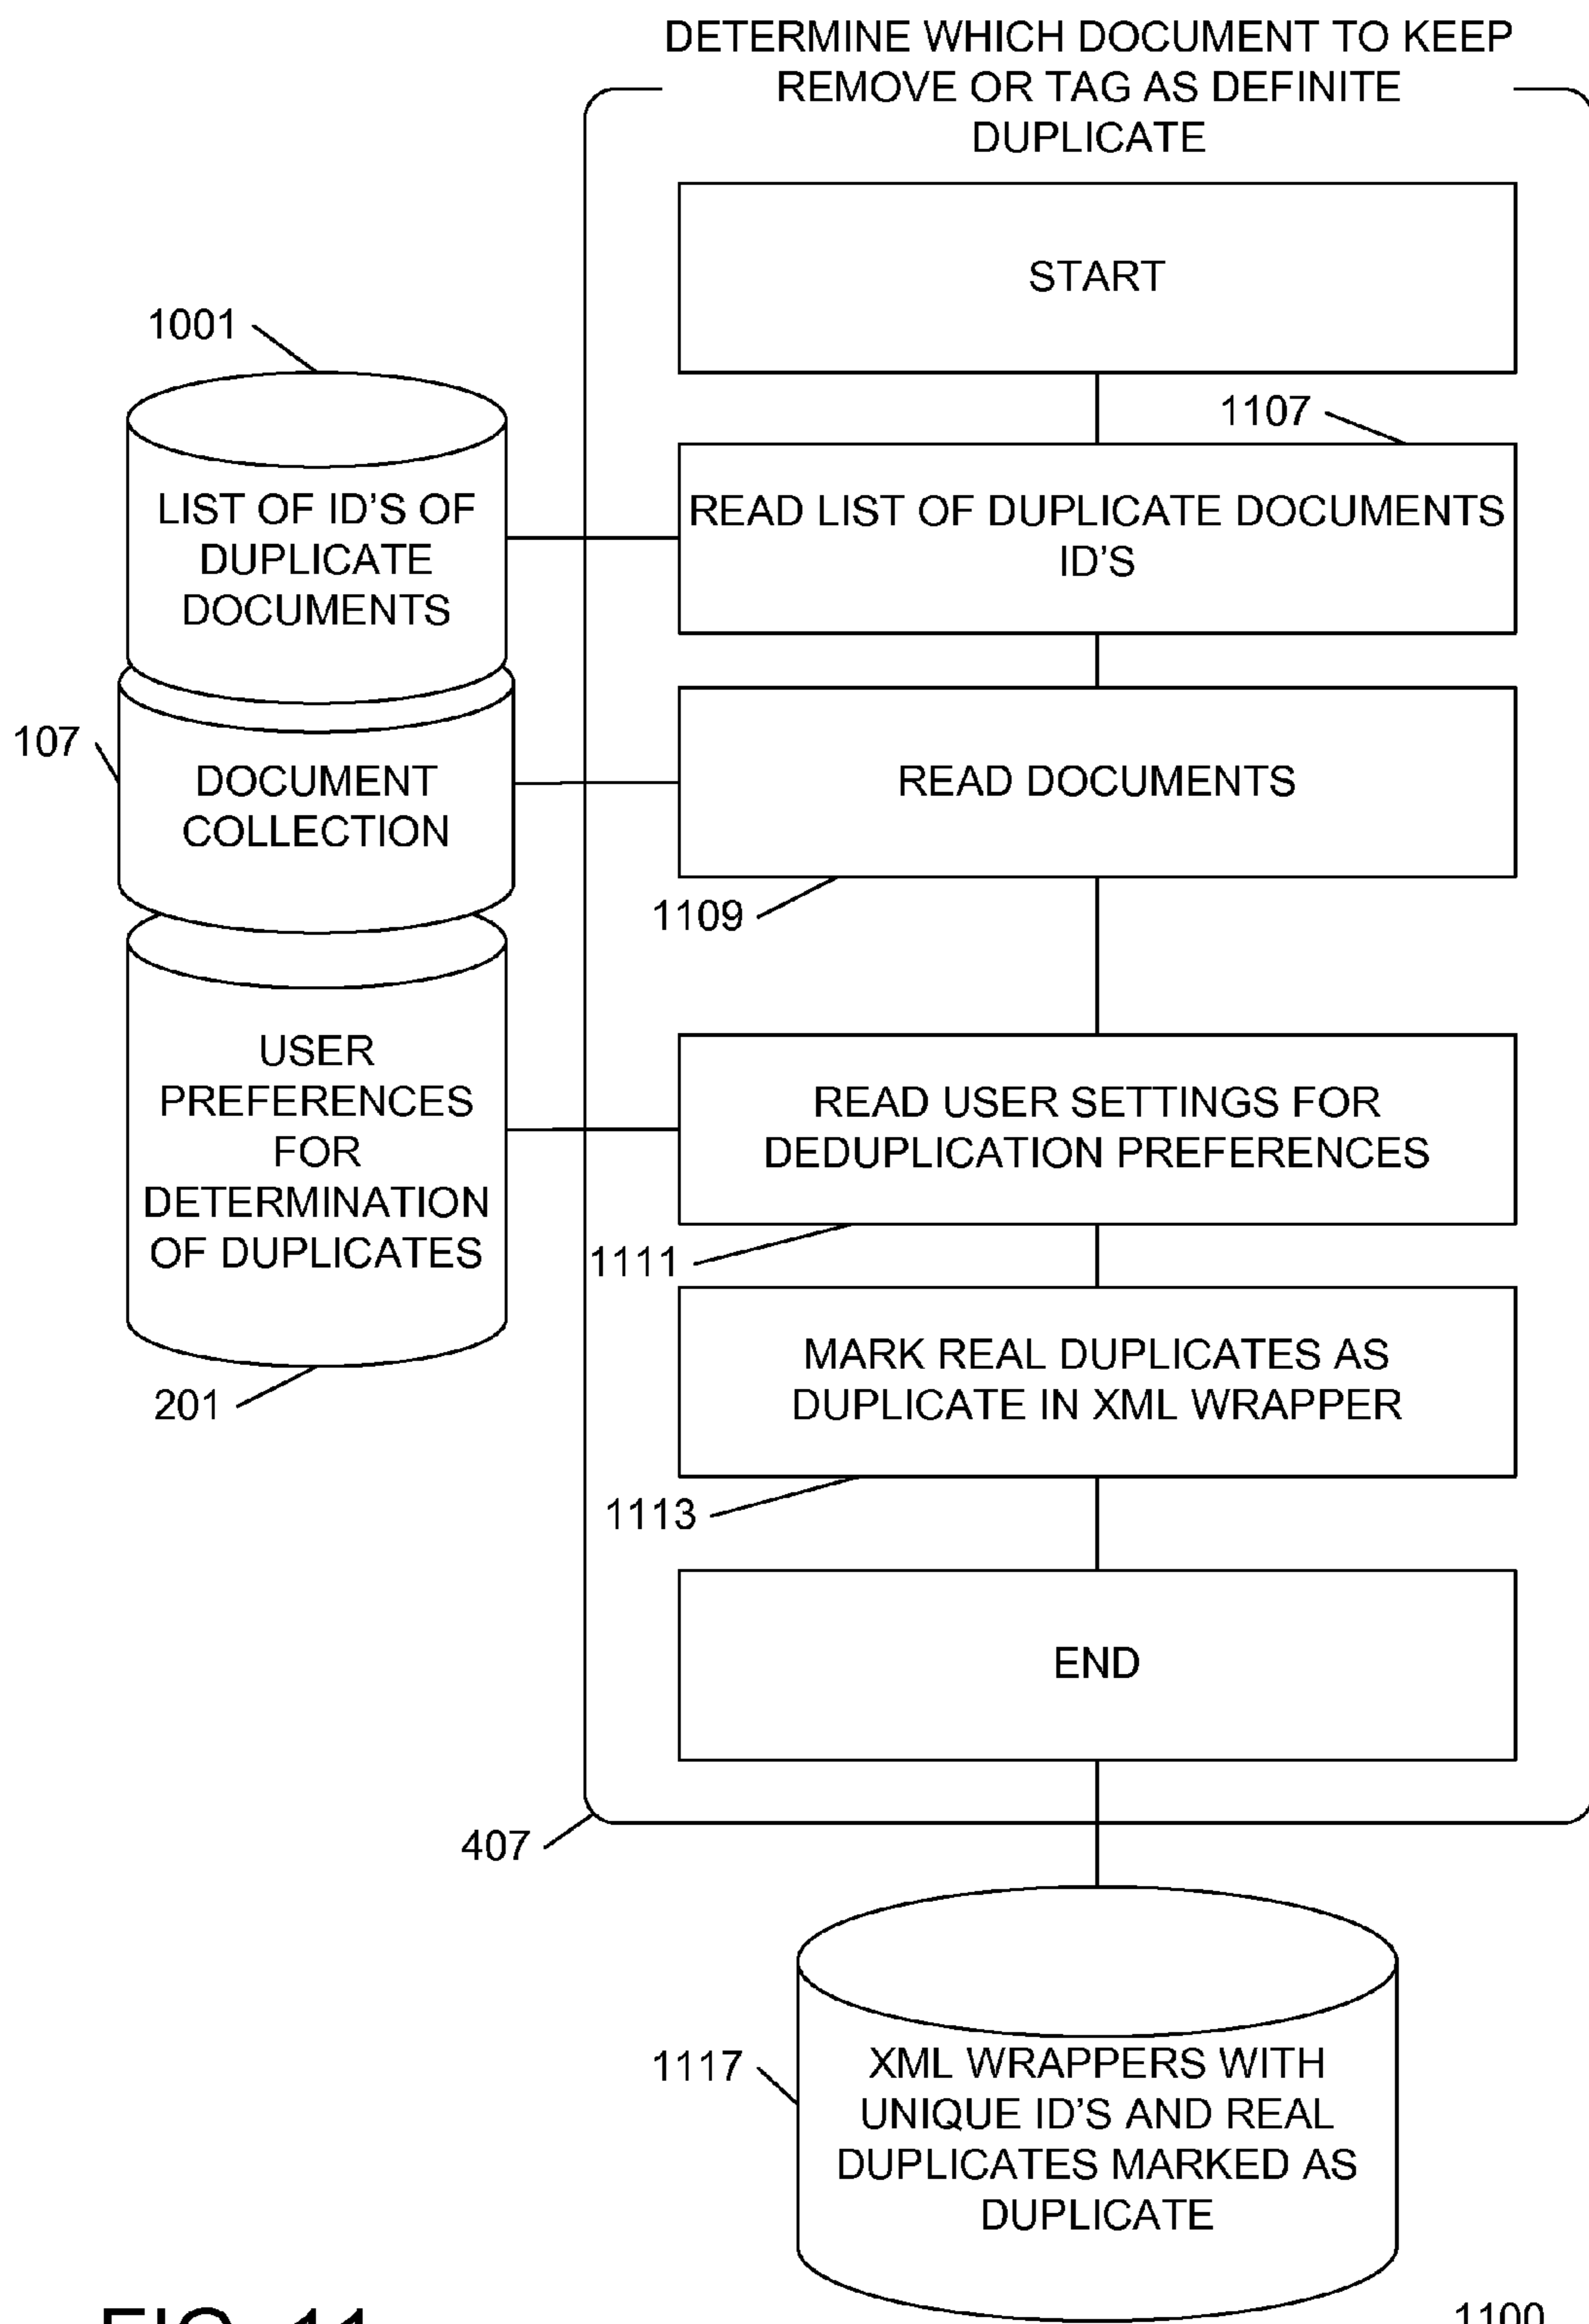 DETERMINE WHICH DOCUMENT TO KEEP
REMOVE OR TAG AS DEFINITE
DUPLICATE
START
1001
1107
LIST OF ID'S OF
DUPLICATE
DOCUMENTS
READ LIST OF DUPLICATE DOCUMENTS
ID'S
107
DOCUMENT
COLLECTION
READ DOCUMENTS
1109
USER
PREFERENCES
FOR
DETERMINATION
OF DUPLICATES
READ USER SETTINGS FOR
DEDUPLICATION PREFERENCES
1111
201
MARK REAL DUPLICATES AS
DUPLICATE IN XML WRAPPER
1113
END
407
1117
XML WRAPPERS WITH
UNIQUE ID'S AND REAL
DUPLICATES MARKED AS
DUPLICATE
FIG. 11
1100